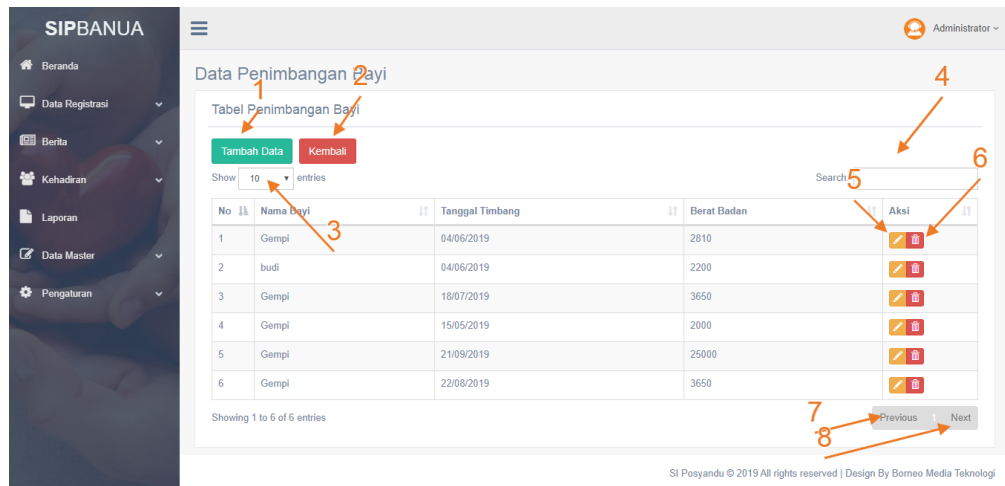 SIPBANUA
Administrator
Beranda
Data Registrasi
Berita
Kehadiran
Laporan
Data Master
Pengaturan
Data Penimbangan Bayi
1
2
4
Tabel Penimbangan Bayi
Tambah Data Kembali
6
Show 10 entries
Search
5
3
No Nama Bayi Tanggal Timbang Berat Badan Aksi
1 Gempi 04/06/2019 2810
2 budi 04/06/2019 2200
3 Gempi 18/07/2019 3650
4 Gempi 15/05/2019 2000
5 Gempi 21/09/2019 25000
6 Gempi 22/08/2019 3650
Showing 1 to 6 of 6 entries
7
Previous 1 Next
8
SI Posyandu © 2019 All rights reserved | Design By Borneo Media Teknologi